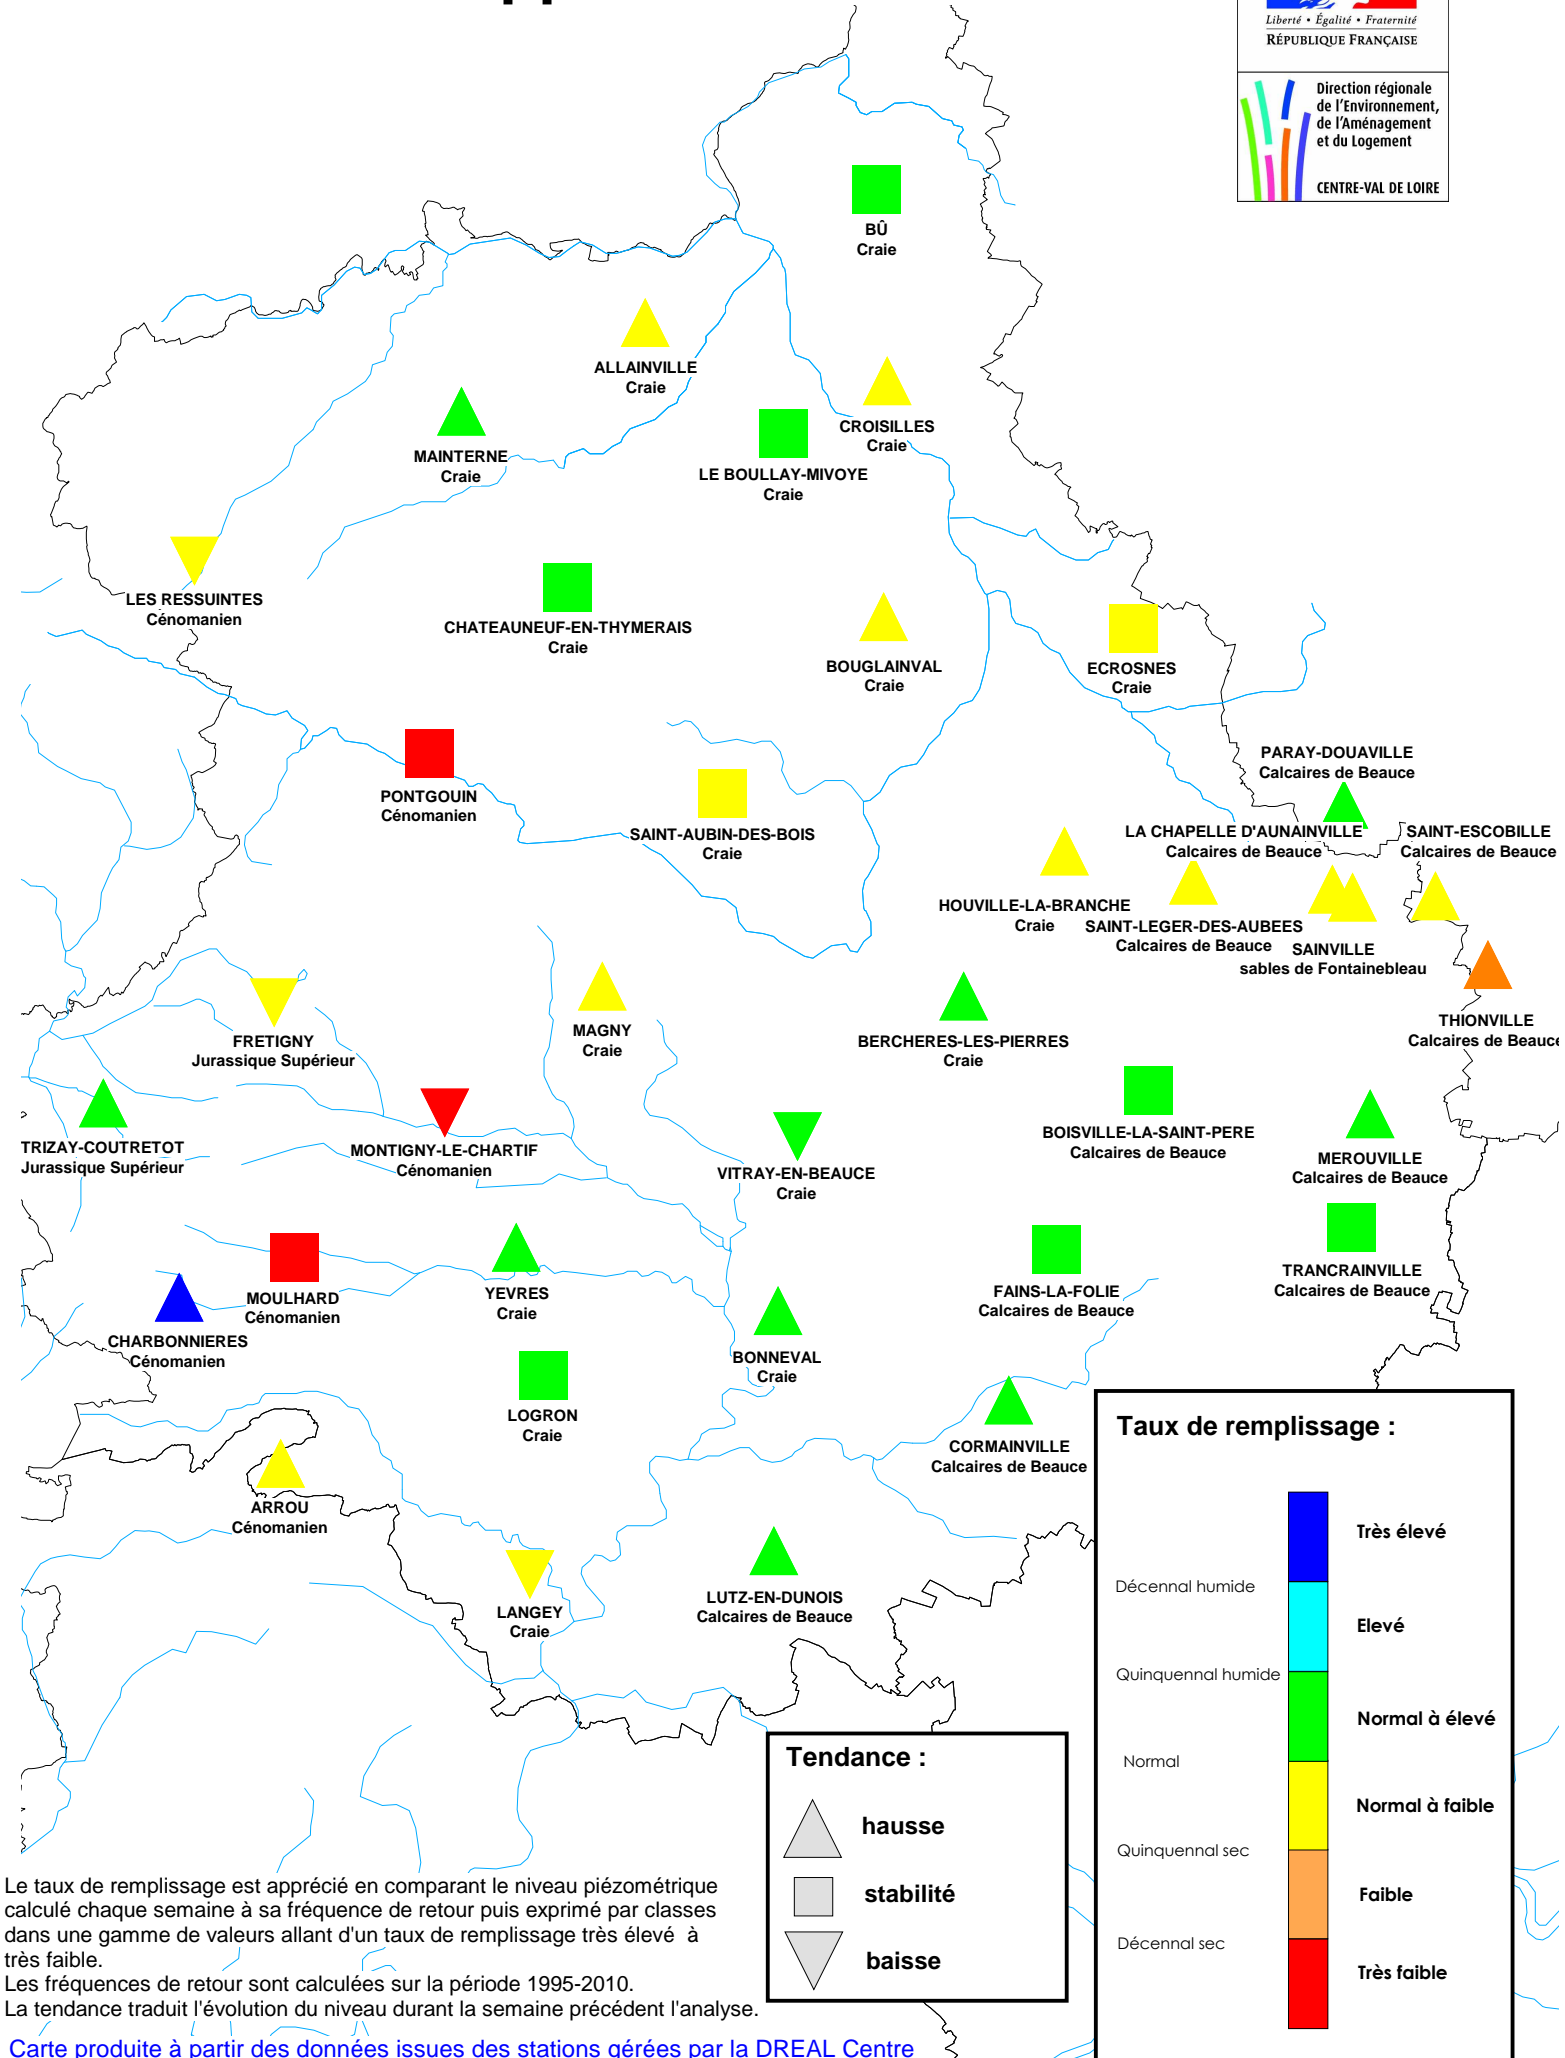 Liberté • Égalité • Fraternité
RÉPUBLIQUE FRANÇAISE
Direction régionale
de l'Environnement,
de l'Aménagement
et du Logement
CENTRE-VAL DE LOIRE
BÛ
Craie
ALLAINVILLE
Craie
CROISILLES
Craie
MAINTERNE
Craie
LE BOULLAY-MIVOYE
Craie
LES RESSUINTES
Cénomanien
CHATEAUNEUF-EN-THYMERAIS
Craie
BOUGLAINVAL
Craie
ECROSNES
Craie
PARAY-DOUAVILLE
Calcaires de Beauce
PONTGOUIN
Cénomanien
SAINT-AUBIN-DES-BOIS
Craie
LA CHAPELLE D'AUNAINVILLE
Calcaires de Beauce
SAINT-ESCOBILLE
Calcaires de Beauce
HOUVILLE-LA-BRANCHE
Craie
SAINT-LEGER-DES-AUBEES
Calcaires de Beauce
SAINVILLE
sables de Fontainebleau
THIONVILLE
Calcaires de Beauce
FRETIGNY
Jurassique Supérieur
MAGNY
Craie
BERCHERES-LES-PIERRES
Craie
TRIZAY-COUTRETOT
Jurassique Supérieur
MONTIGNY-LE-CHARTIF
Cénomanien
VITRAY-EN-BEAUCE
Craie
BOISVILLE-LA-SAINT-PERE
Calcaires de Beauce
MEROUVILLE
Calcaires de Beauce
MOULHARD
Cénomanien
YEVRES
Craie
FAINS-LA-FOLIE
Calcaires de Beauce
TRANCRAINVILLE
Calcaires de Beauce
CHARBONNIERES
Cénomanien
BONNEVAL
Craie
LOGRON
Craie
CORMAINVILLE
Calcaires de Beauce
ARROU
Cénomanien
LANGEY
Craie
LUTZ-EN-DUNOIS
Calcaires de Beauce
Taux de remplissage :
Très élevé
Décennal humide
Elevé
Quinquennal humide
Normal à élevé
Normal
Normal à faible
Quinquennal sec
Faible
Décennal sec
Très faible
Tendance :
hausse
stabilité
baisse
Le taux de remplissage est apprécié en comparant le niveau piézométrique
calculé chaque semaine à sa fréquence de retour puis exprimé par classes
dans une gamme de valeurs allant d'un taux de remplissage très élevé à
très faible.
Les fréquences de retour sont calculées sur la période 1995-2010.
La tendance traduit l'évolution du niveau durant la semaine précédent l'analyse.
Carte produite à partir des données issues des stations gérées par la DREAL Centre